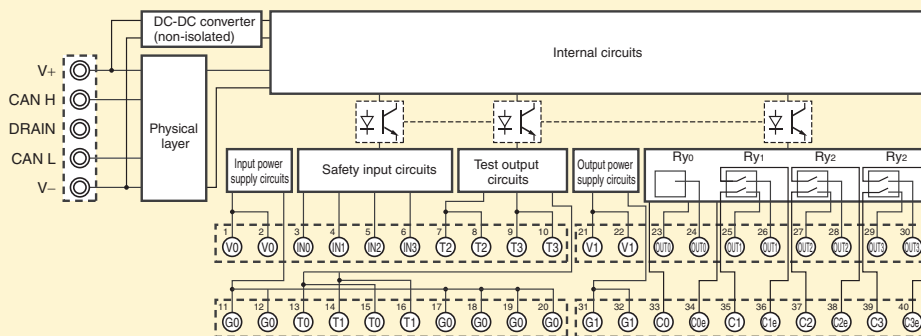 DC-DC converter
(non-isolated)
Internal circuits
V+
CAN H
DRAIN
CAN L
V–
Physical
layer
Input power
supply circuits
Safety input circuits
Test output
circuits
Output power
supply circuits
Ry0
Ry1
Ry2
Ry2
1 2 3 4 5 6 7 8 9 10
V0 V0 IN0 IN1 IN2 IN3 T2 T2 T3 T3
21 22 23 24 25 26 27 28 29 30
V1 V1 OUT0 OUT0 OUT1 OUT1 OUT2 OUT2 OUT3 OUT3
11 12 13 14 15 16 17 18 19 20
G0 G0 T0 T1 T0 T1 G0 G0 G0 G0
31 32 33 34 35 36 37 38 39 40
G1 G1 C0 C0e C1 C1e C2 C2e C3 C3e